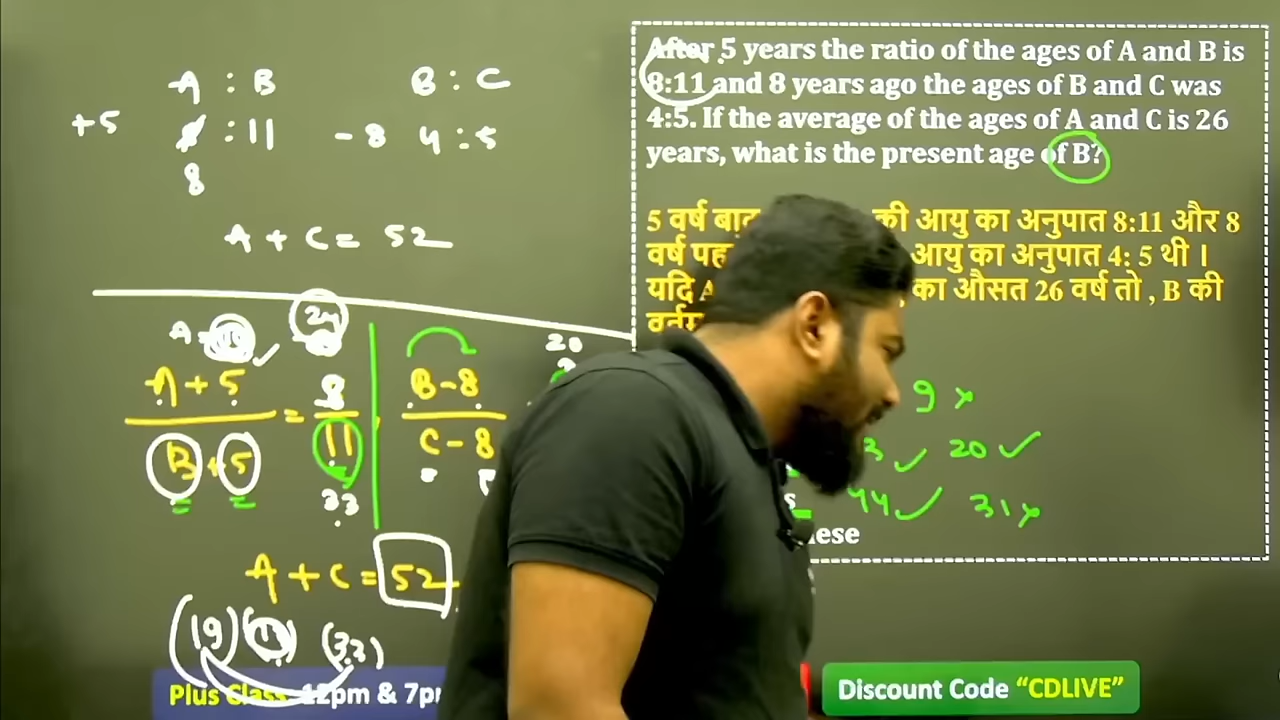 After 5 years the ratio of the ages of A and B is
8:11 and 8 years ago the ages of B and C was
4:5. If the average of the ages of A and C is 26
years, what is the present age of B?
5 वर्ष बाद की आयु का अनुपात 8:11 और 8
वर्ष आयु का अनुपात 4: 5 थी ।
यदि A का औसत 26 वर्ष तो , B की
A : B
B : C
+5
: 11
-8 4 : 5
8
A + C = 52
24
20
A + 5
=
8
B - 8
B + 5
11
C - 8
33
A + C = 52
(19)
(33)
9 ×
3 ✓ 20 ✓
44 ✓ 31 ×
Plus Class 12pm &
Discount Code “CDLIVE”